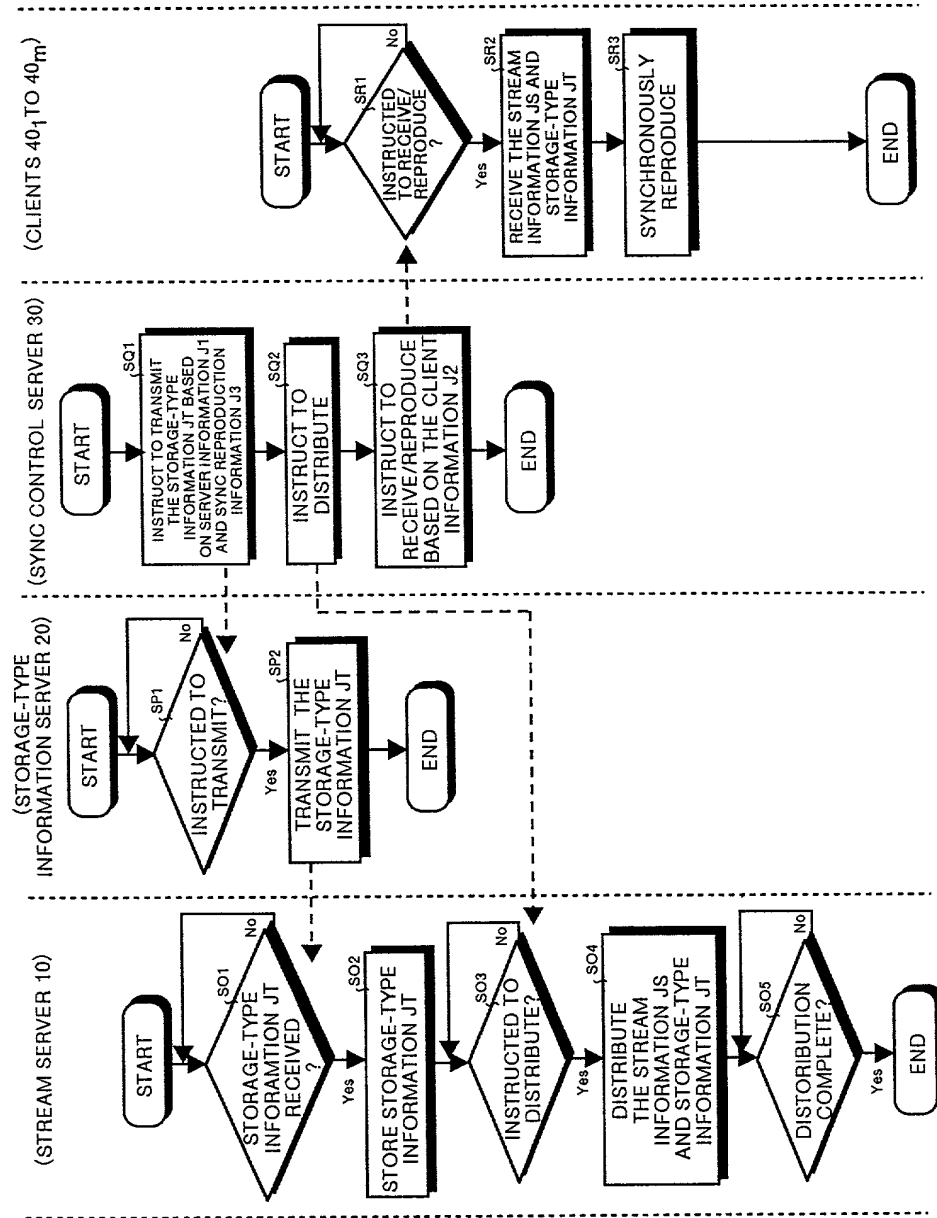 (STREAM SERVER 10)
START
SO1
STORAGE-TYPE
INFORAMTION JT
RECEIVED
?
No
Yes
SO2
STORE STORAGE-TYPE
INFORMATION JT
SO3
INSTRUCTED TO
DISTRIBUTE?
No
Yes
SO4
DISTRIBUTE
THE STREAM
INFORMATION JS
AND STORAGE-TYPE
INFORMATION JT
SO5
DISTORIBUTION
COMPLETE?
No
Yes
END
(STORAGE-TYPE
INFORMATION SERVER 20)
START
SP1
INSTRUCTED TO
TRANSMIT?
No
Yes
SP2
TRANSMIT THE
STORAGE-TYPE
INFORMATION JT
END
(SYNC CONTROL SERVER 30)
START
SQ1
INSTRUCT TO TRANSMIT
THE STORAGE-TYPE
INFORMATION JT BASED
ON SERVER INFORMATION J1
AND SYNC REPRODUCTION
INFORMATION J3
SQ2
INSTRUCT TO
DISTRIBUTE
SQ3
INSTRUCT TO
RECEIVE/REPRODUCE
BASED ON THE CLIENT
INFORMATION J2
END
(CLIENTS 40₁ TO 40ₘ)
START
SR1
INSTRUCTED
TO RECEIVE/
REPRODUCE
?
No
Yes
SR2
RECEIVE THE STREAM
INFORMATION JS AND
STORAGE-TYPE
INFORMATION JT
SR3
SYNCHRONOUSLY
REPRODUCE
END